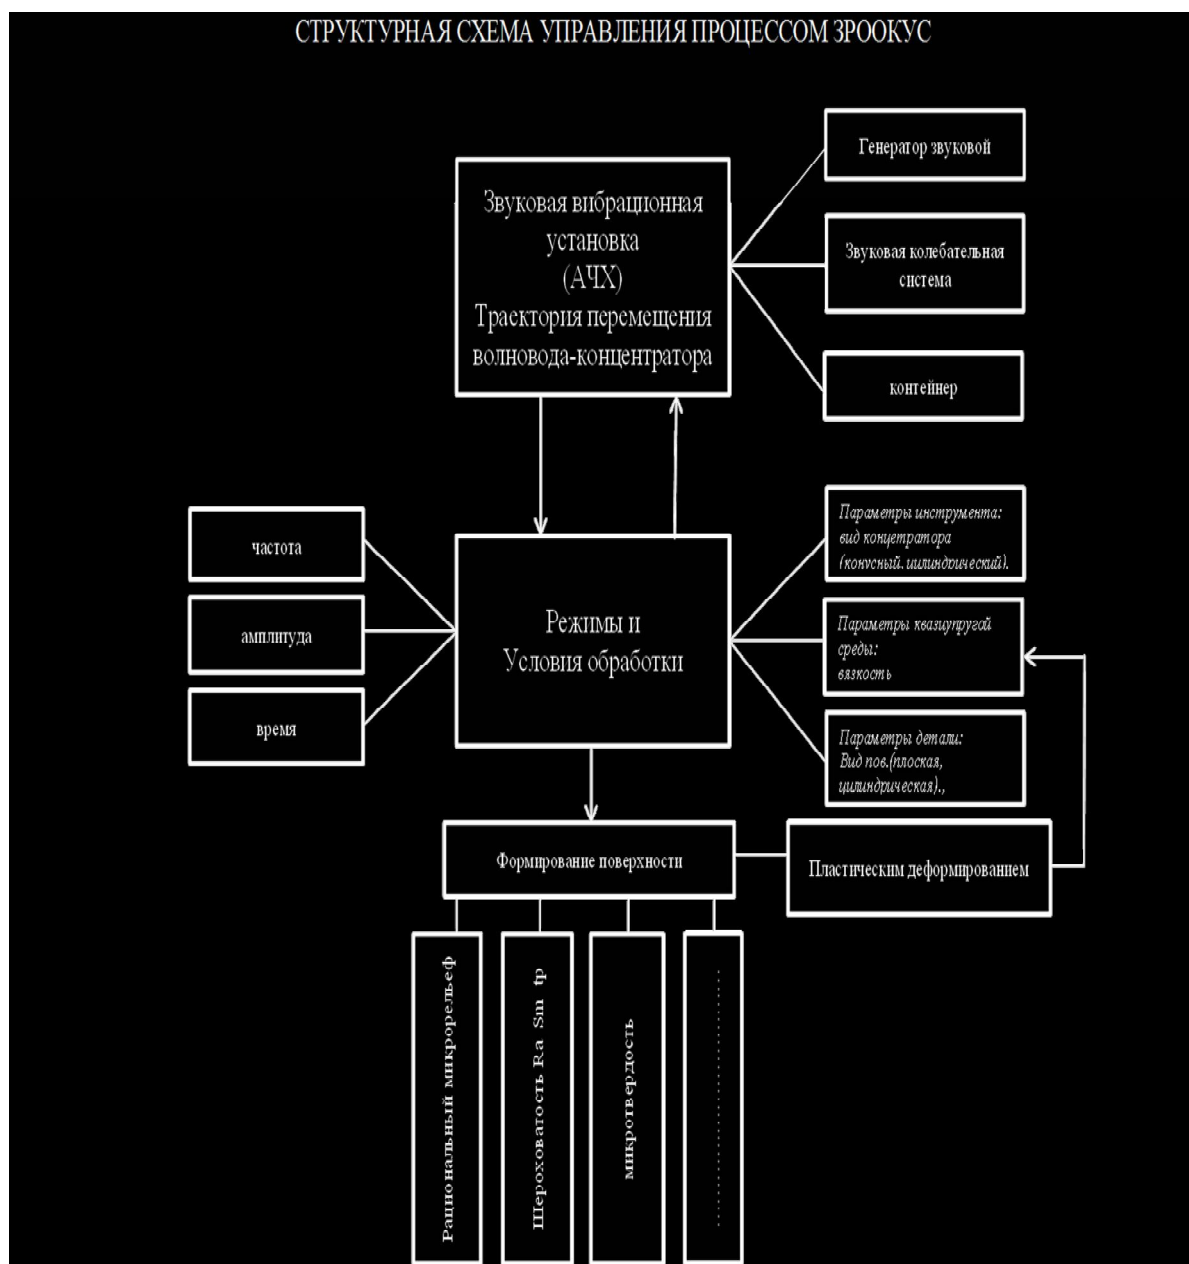 СТРУКТУРНАЯ СХЕМА УПРАВЛЕНИЯ ПРОЦЕССОМ ЗРООКУС
Звуковая вибрационная
установка
(АЧХ)
Траектория перемещения
волновода-концентратора
Генератор звуковой
Звуковая колебательная
система
контейнер
частота
амплитуда
время
Режимы и
Условия обработки
Параметры инструмента:
вид концетратора
(конусный, цилиндрический).
Параметры квазиупругой
среды:
вязкость
Параметры детали:
Вид пов.(плоская,
цилиндрическая).,
Формирование поверхности
Пластическим деформированием
Рациональный микрорельеф
Шероховатость Ra Sm tp
микротвердость